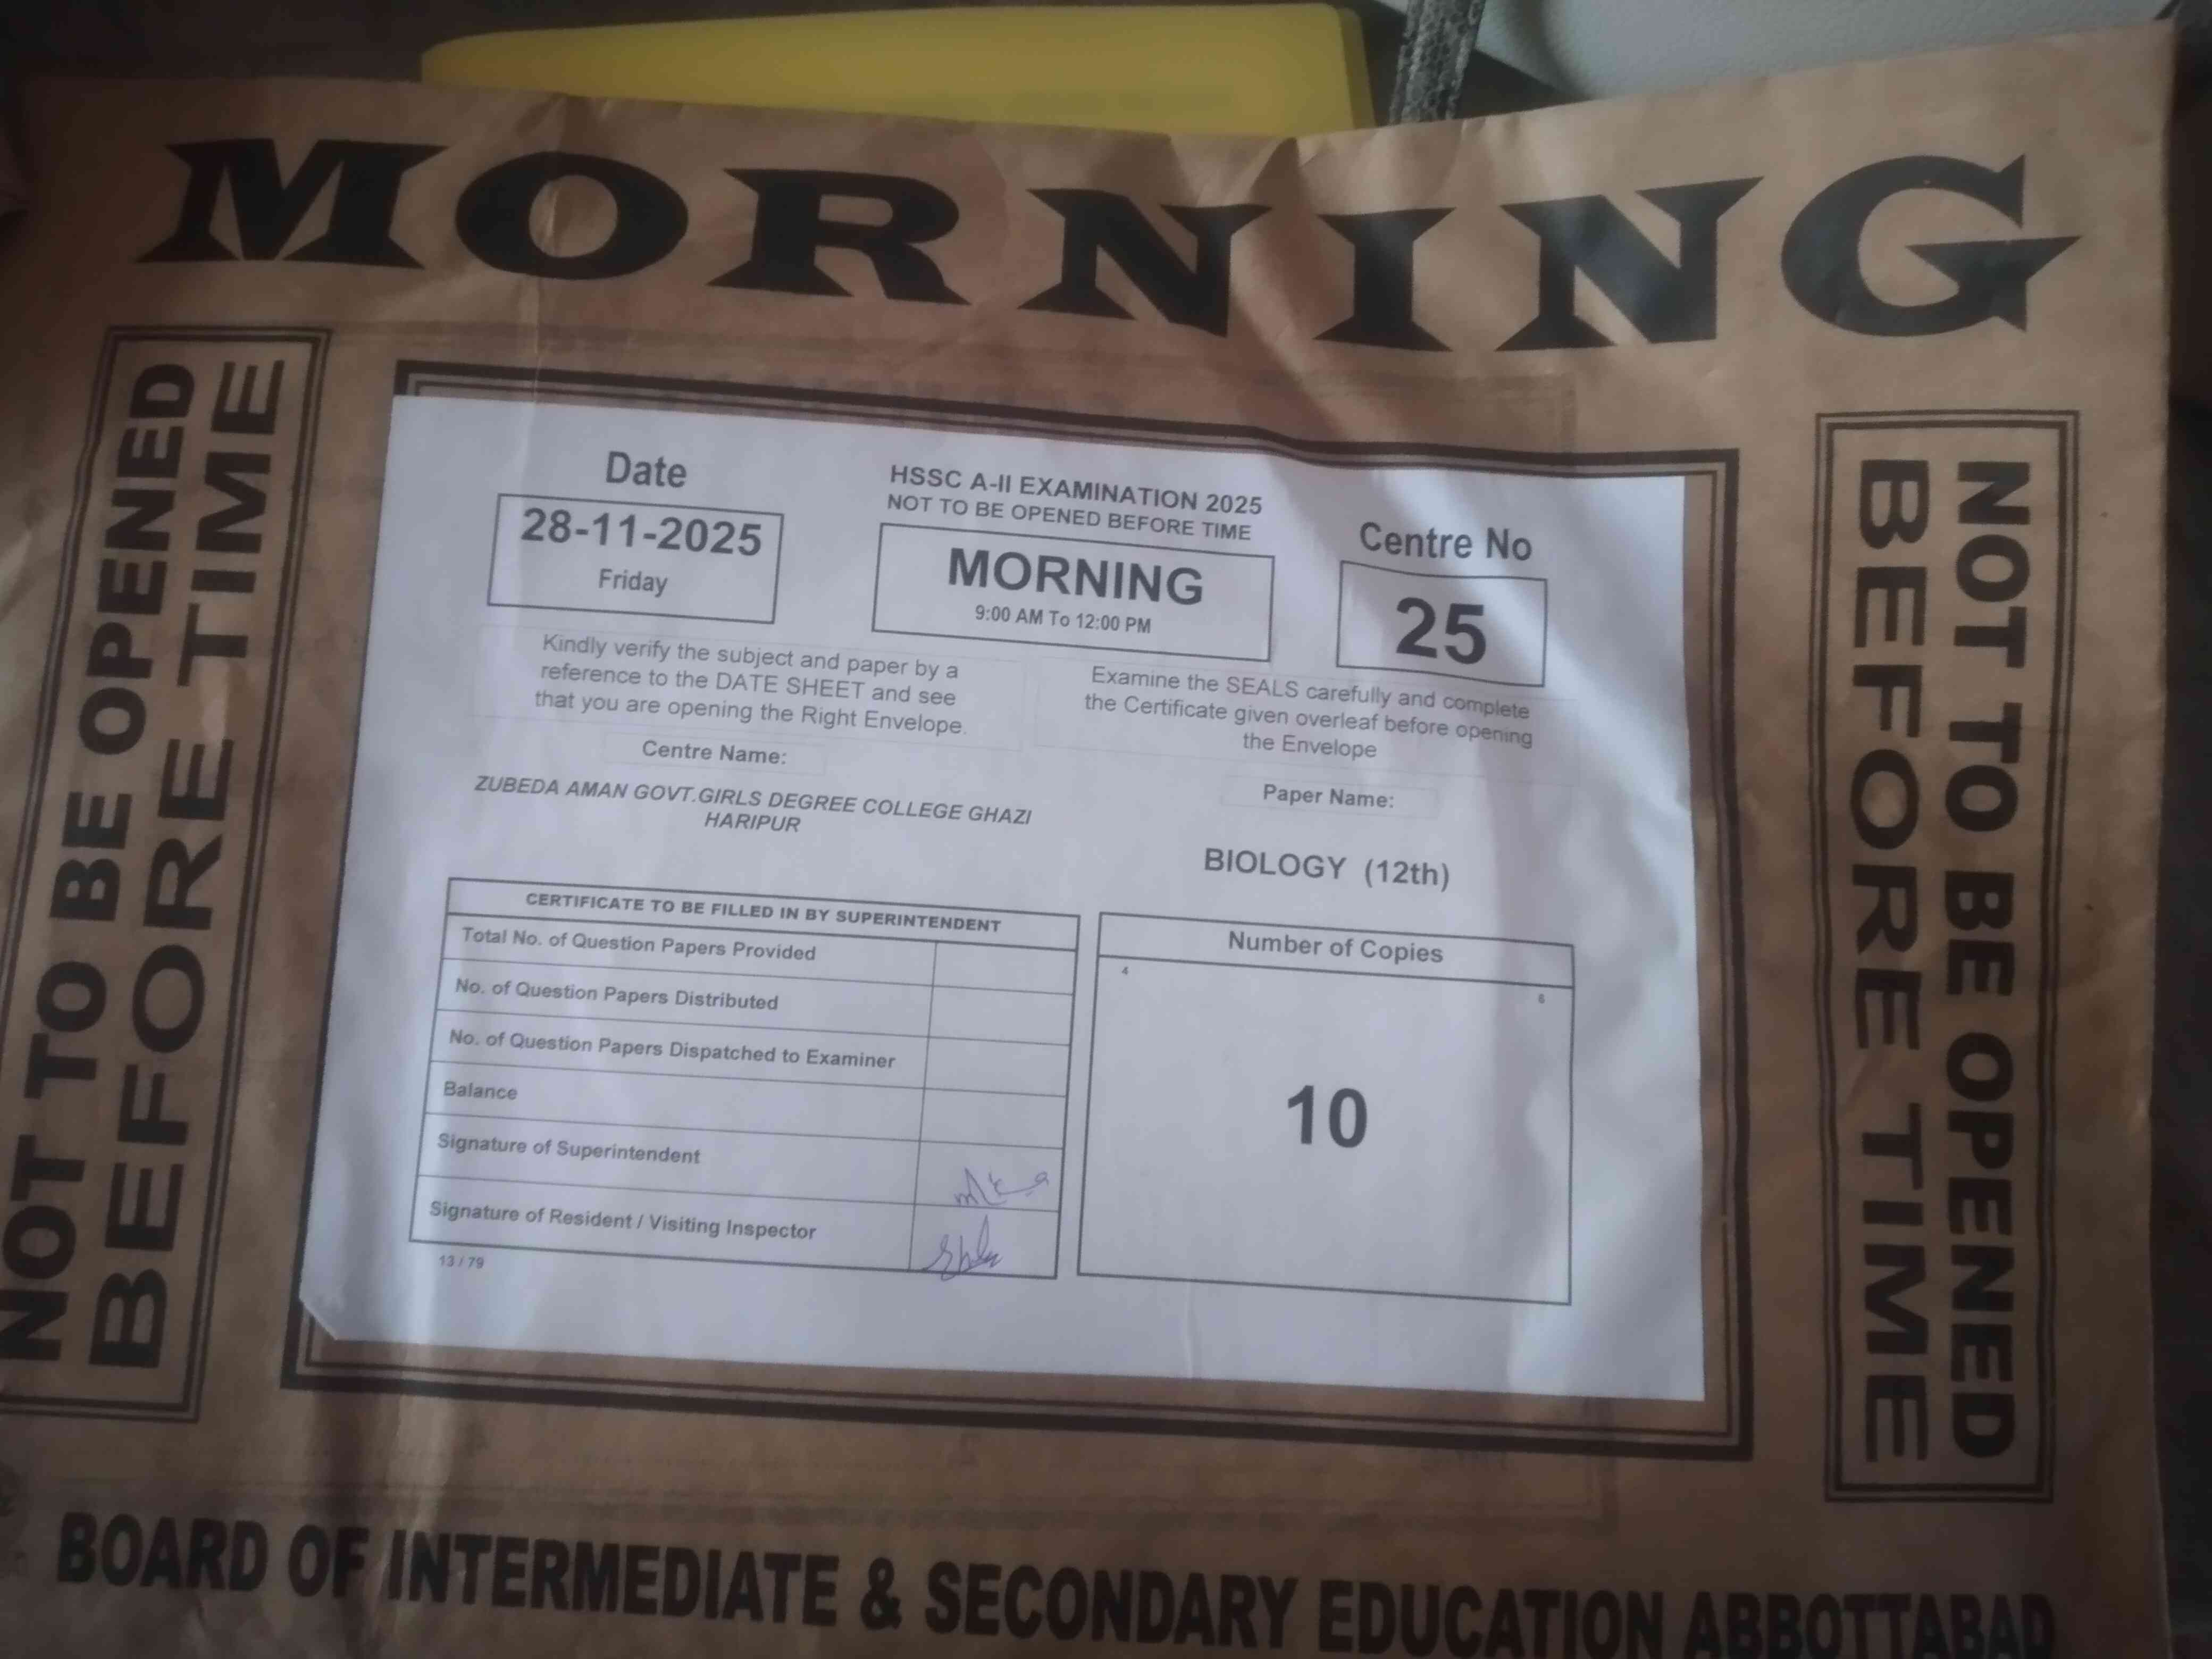 MORNING
NOT TO BE OPENED
BEFORE TIME
Date
28-11-2025
Friday
HSSC A-II EXAMINATION 2025
NOT TO BE OPENED BEFORE TIME
MORNING
9:00 AM To 12:00 PM
Centre No
25
Kindly verify the subject and paper by a
reference to the DATE SHEET and see
that you are opening the Right Envelope.
Examine the SEALS carefully and complete
the Certificate given overleaf before opening
the Envelope
Centre Name:
ZUBEDA AMAN GOVT.GIRLS DEGREE COLLEGE GHAZI
HARIPUR
Paper Name:
BIOLOGY (12th)
CERTIFICATE TO BE FILLED IN BY SUPERINTENDENT
Total No. of Question Papers Provided
No. of Question Papers Distributed
No. of Question Papers Dispatched to Examiner
Balance
Signature of Superintendent
Signature of Resident / Visiting Inspector
13 / 79
Number of Copies
4
10
NOT TO BE OPENED
BEFORE TIME
BOARD OF INTERMEDIATE & SECONDARY EDUCATION ABBOTTABAD